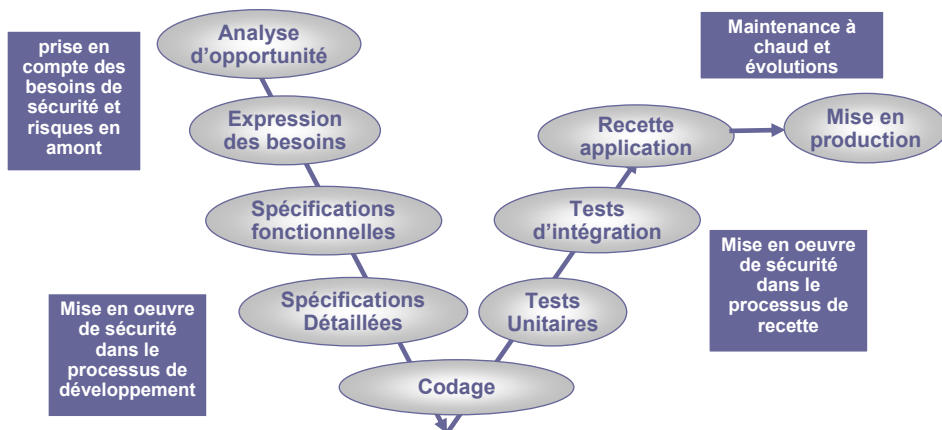 Analyse
d'opportunité
prise en
compte des
besoins de
sécurité et
risques en
amont
Maintenance à
chaud et
évolutions
Expression
des besoins
Recette
application
Mise en
production
Spécifications
fonctionnelles
Tests
d'intégration
Mise en oeuvre
de sécurité
dans le
processus de
recette
Spécifications
Détaillées
Tests
Unitaires
Mise en oeuvre
de sécurité
dans le
processus de
développement
Codage